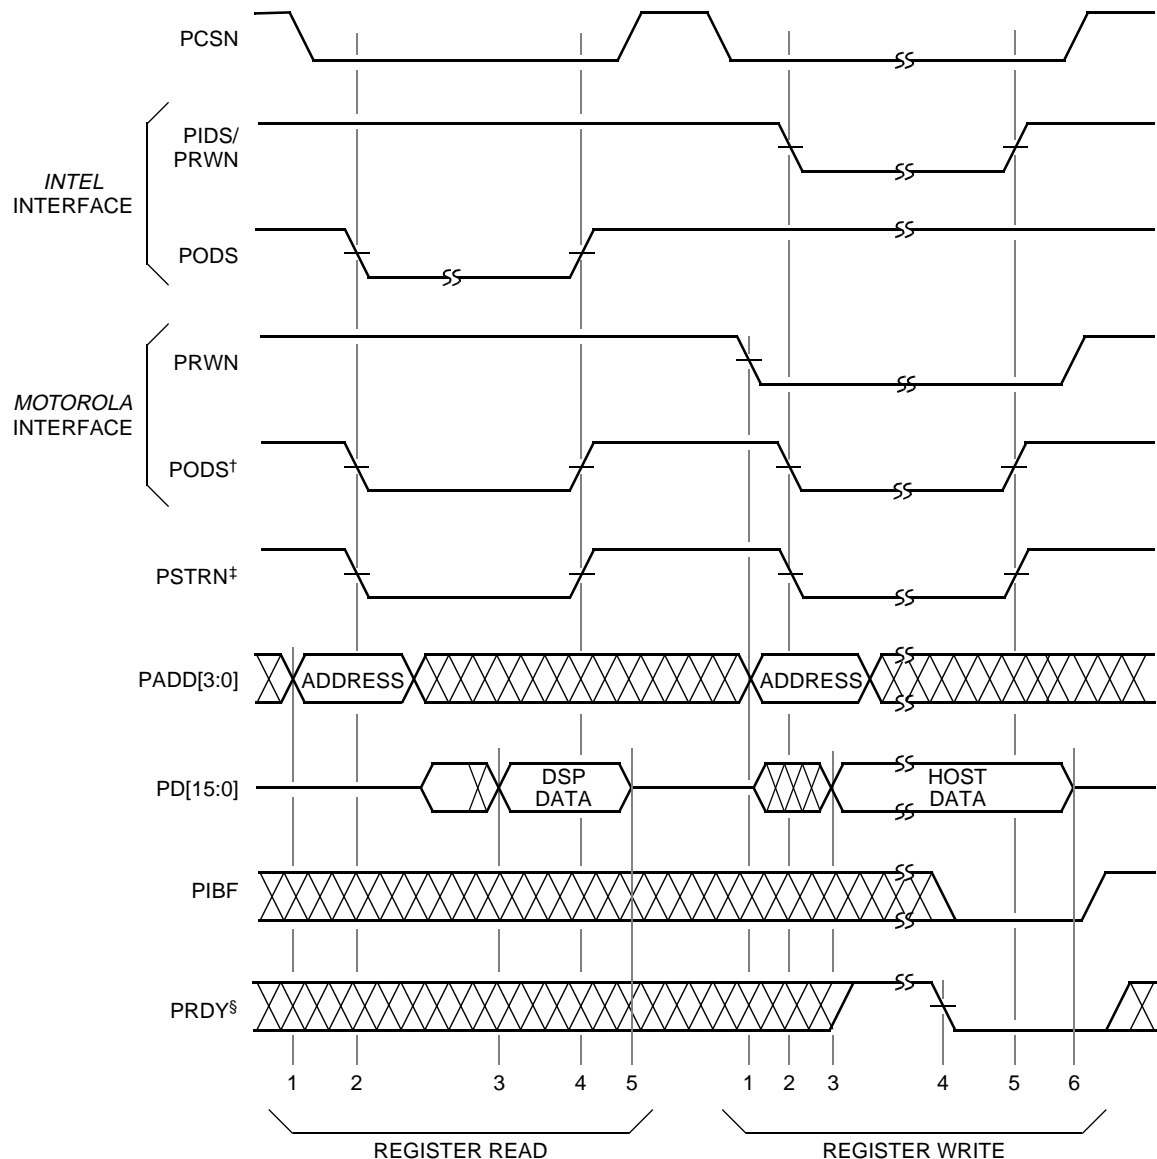 PCSN
PIDS/
PRWN
INTEL
INTERFACE
PODS
PRWN
MOTOROLA
INTERFACE
PODS†
PSTRN‡
PADD[3:0] ADDRESS ADDRESS
PD[15:0] DSP DATA HOST DATA
PIBF
PRDY§
1 2 3 4 5 1 2 3 4 5 6
REGISTER READ REGISTER WRITE